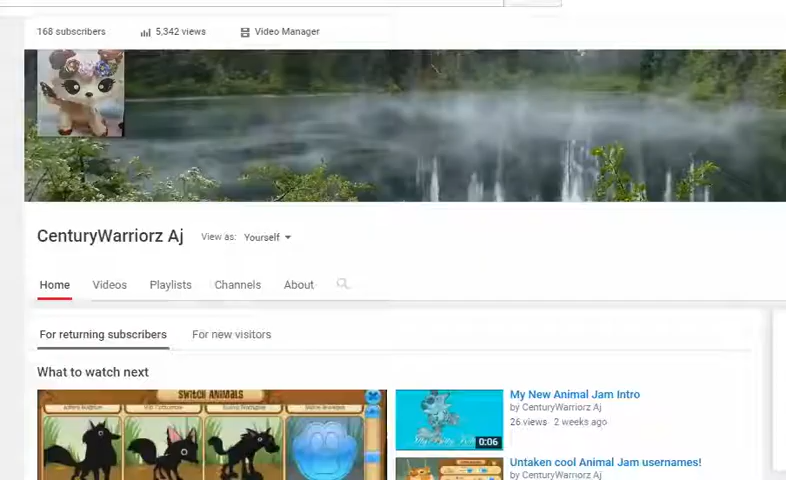 168 subscribers 5,342 views Video Manager
CenturyWarriorz Aj View as: Yourself
Home Videos Playlists Channels About
For returning subscribers For new visitors
What to watch next
SWITCH ANIMALS
My New Animal Jam Intro
by CenturyWarriorz Aj
26 views 2 weeks ago
0:06
Untaken cool Animal Jam usernames!
by CenturyWarriorz Aj